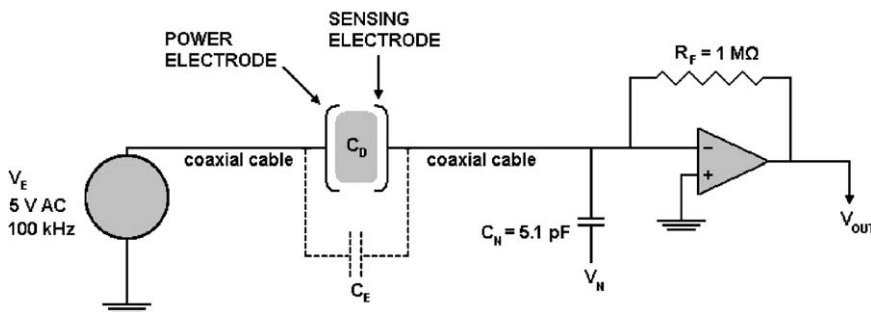 SENSING
ELECTRODE
POWER
ELECTRODE
R_F = 1 MΩ
C_D
coaxial cable
coaxial cable
−
+
V_E
5 V AC
100 kHz
C_N = 5.1 pF
V_OUT
V_N
C_E